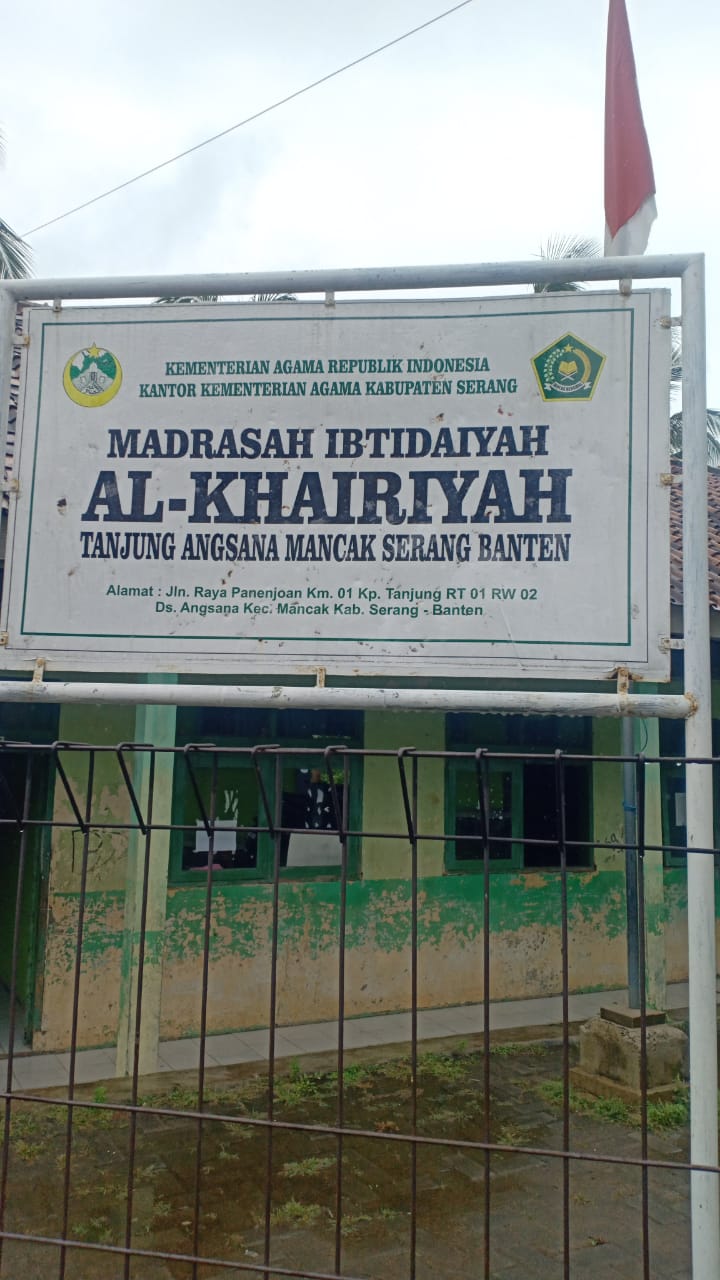 KEMENTERIAN AGAMA REPUBLIK INDONESIA
KANTOR KEMENTERIAN AGAMA KABUPATEN SERANG
MADRASAH IBTIDAIYAH
AL-KHAIRIYAH
TANJUNG ANGSANA MANCAK SERANG BANTEN
Alamat : Jln. Raya Panenjoan Km. 01 Kp. Tanjung RT 01 RW 02
Ds. Angsana Kec. Mancak Kab. Serang - Banten